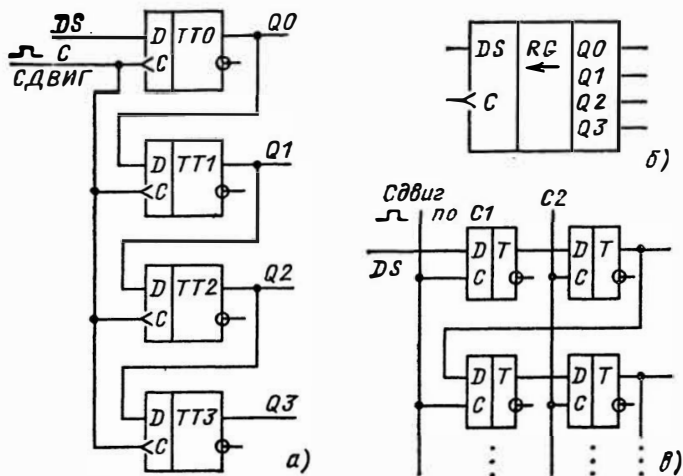 DS D TT0 Q0
C C
СДВИГ
D TT1 Q1
C
D TT2 Q2
C
D TT3 Q3
C
а)
DS RG Q0
Q1
C Q2
Q3
б)
Сдвиг
по C1 C2
D T D T
DS
C C
D T D T
C C
в)